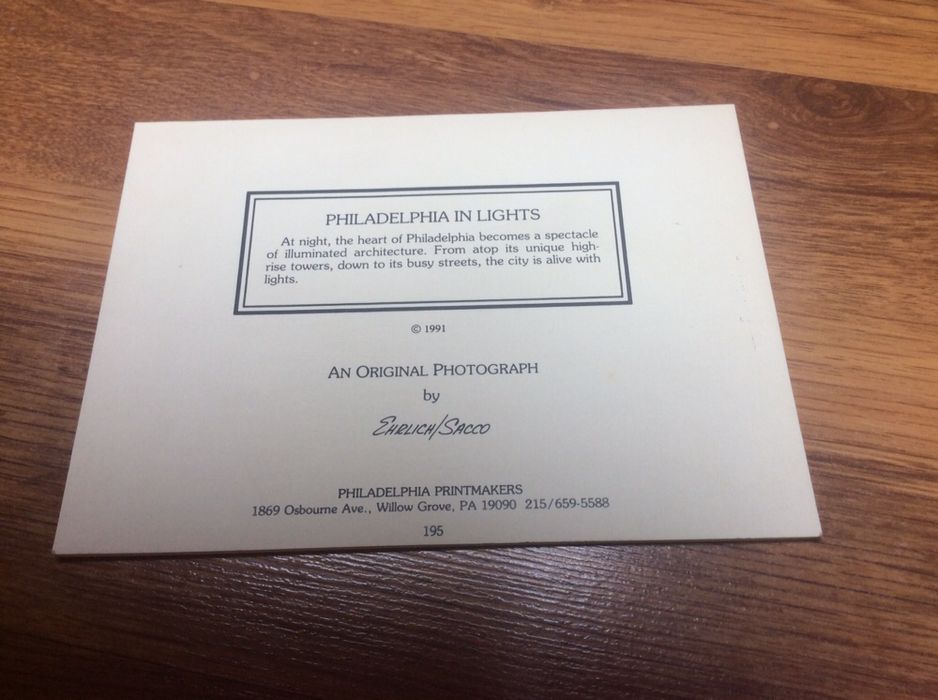 PHILADELPHIA IN LIGHTS
At night, the heart of Philadelphia becomes a spectacle
of illuminated architecture. From atop its unique high-
rise towers, down to its busy streets, the city is alive with
lights.
© 1991
AN ORIGINAL PHOTOGRAPH
by
EHRLICH/SACCO
PHILADELPHIA PRINTMAKERS
1869 Osbourne Ave., Willow Grove, PA 19090 215/659-5588
195